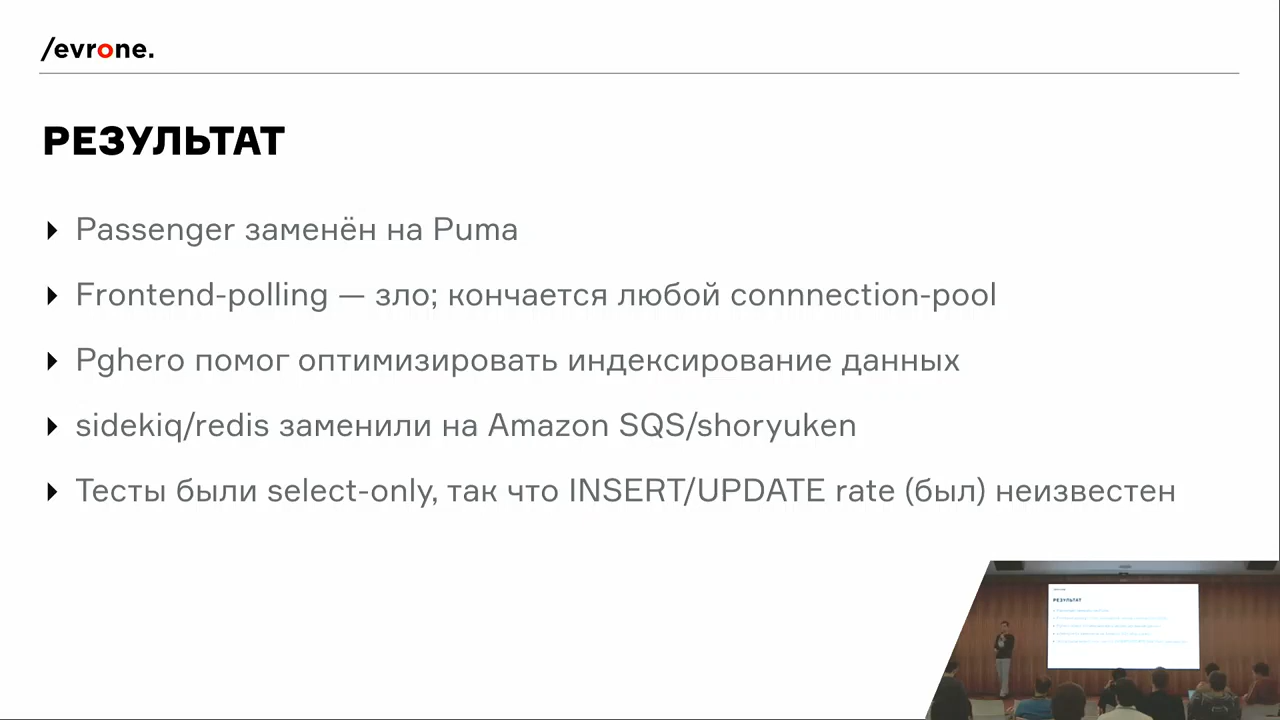 /evrone.
РЕЗУЛЬТАТ
Passenger заменён на Puma
Frontend-polling — зло; кончается любой connnection-pool
Pghero помог оптимизировать индексирование данных
sidekiq/redis заменили на Amazon SQS/shoryuken
Тесты были select-only, так что INSERT/UPDATE rate (был) неизвестен
РЕЗУЛЬТАТ